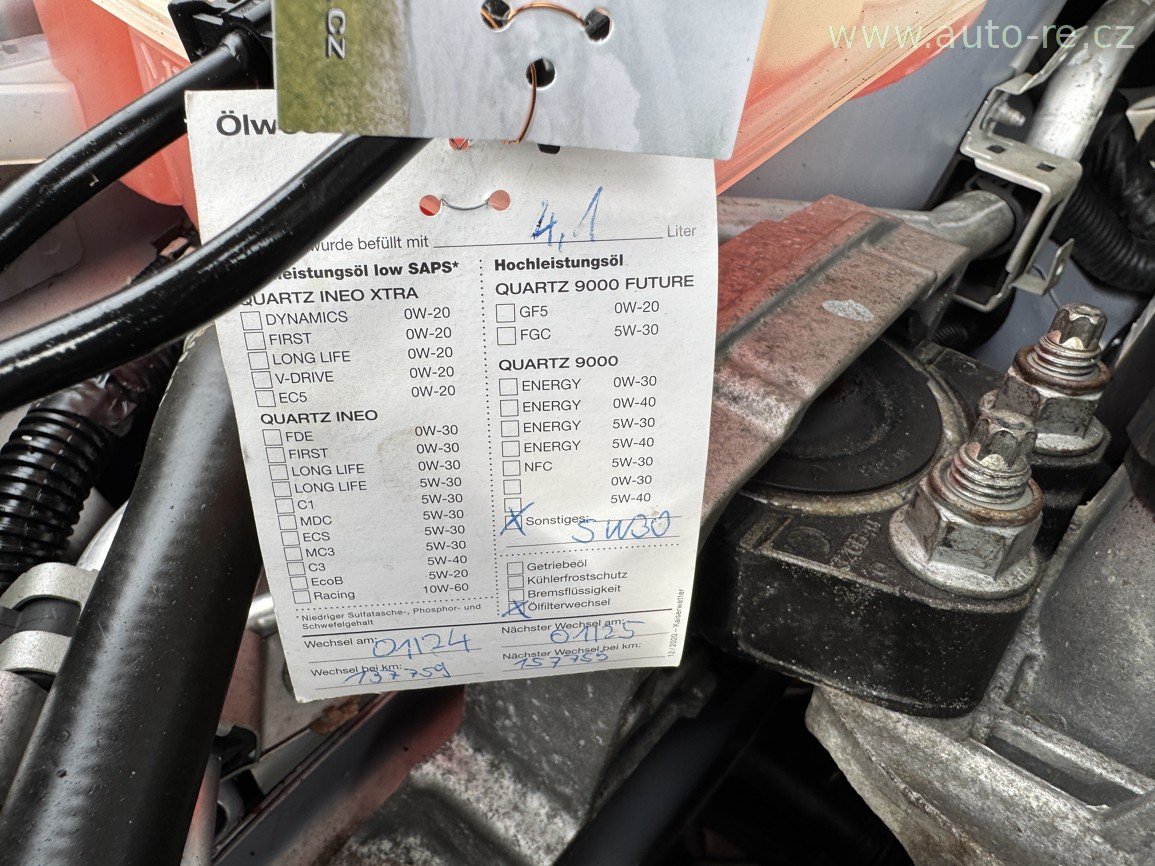 www.auto-re.cz
CZ
Ölwe
wurde befüllt mit 4,1 Liter
leistungsöl low SAPS*
QUARTZ INEO XTRA
DYNAMICS 0W-20
FIRST 0W-20
LONG LIFE 0W-20
V-DRIVE 0W-20
EC5 0W-20
QUARTZ INEO
FDE 0W-30
FIRST 0W-30
LONG LIFE 0W-30
LONG LIFE 5W-30
C1 5W-30
MDC 5W-30
ECS 5W-30
MC3 5W-30
C3 5W-40
EcoB 5W-20
Racing 10W-60
* Niedriger Sulfatasche-, Phosphor- und
Schwefelgehalt
Hochleistungsöl
QUARTZ 9000 FUTURE
GF5 0W-20
FGC 5W-30
QUARTZ 9000
ENERGY 0W-30
ENERGY 0W-40
ENERGY 5W-30
ENERGY 5W-40
NFC 5W-30
0W-30
5W-40
X Sonstiges: 5W30
Getriebeöl
Kühlerfrostschutz
Bremsflüssigkeit
X Ölfilterwechsel
Wechsel am: 01/24
Nächster Wechsel am: 01/25
Wechsel bei km: 137759
Nächster Wechsel bei km: 157759
12/2020 - Kaiserwetter